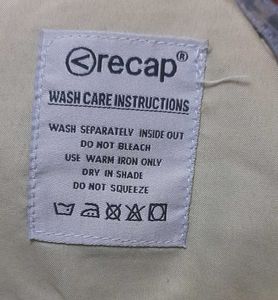 recap®
WASH CARE INSTRUCTIONS
WASH SEPARATELY INSIDE OUT
DO NOT BLEACH
USE WARM IRON ONLY
DRY IN SHADE
DO NOT SQUEEZE